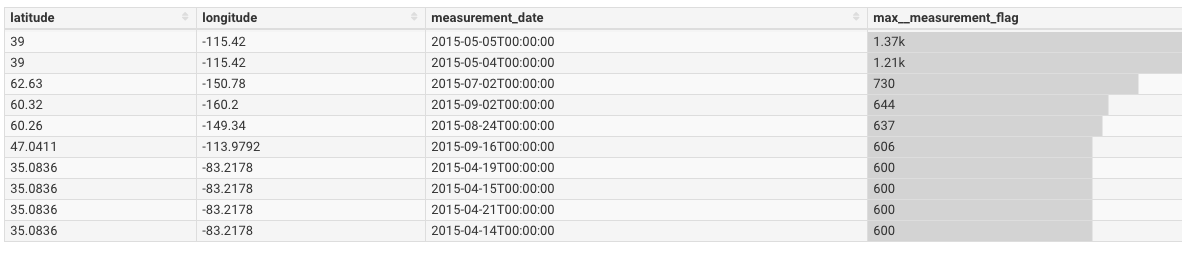 latitude longitude measurement_date max__measurement_flag
39 -115.42 2015-05-05T00:00:00 1.37k
39 -115.42 2015-05-04T00:00:00 1.21k
62.63 -150.78 2015-07-02T00:00:00 730
60.32 -160.2 2015-09-02T00:00:00 644
60.26 -149.34 2015-08-24T00:00:00 637
47.0411 -113.9792 2015-09-16T00:00:00 606
35.0836 -83.2178 2015-04-19T00:00:00 600
35.0836 -83.2178 2015-04-15T00:00:00 600
35.0836 -83.2178 2015-04-21T00:00:00 600
35.0836 -83.2178 2015-04-14T00:00:00 600